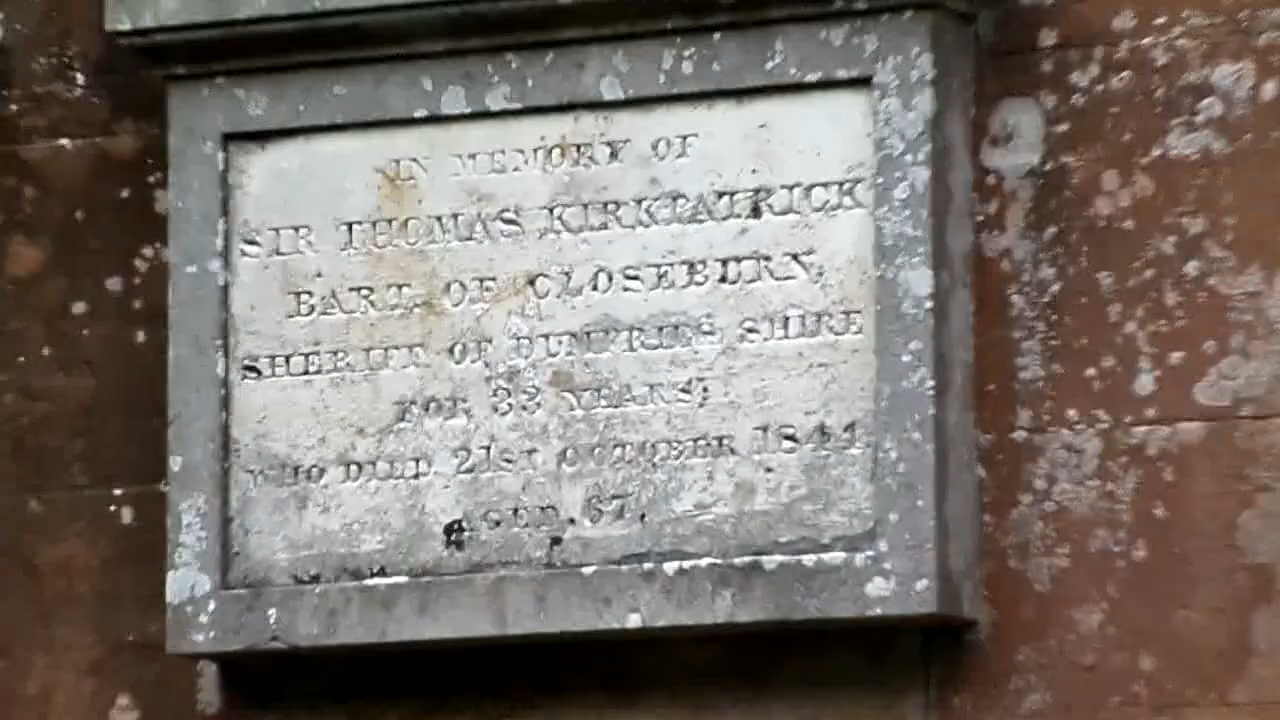 IN MEMORY OF
SIR THOMAS KIRKPATRICK
BART. OF CLOSEBURN,
SHERIFF OF DUMFRIES SHIRE
FOR 33 YEARS;
WHO DIED 21ST OCTOBER 1844
AGED. 67.